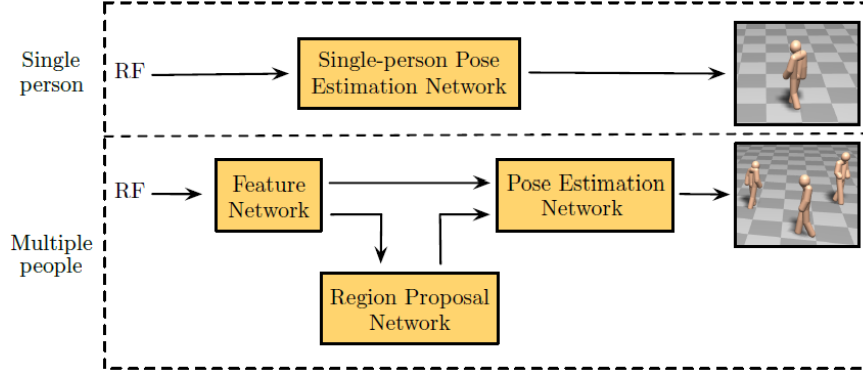 Single
person
RF
Single-person Pose
Estimation Network
Multiple
people
RF
Feature
Network
Pose Estimation
Network
Region Proposal
Network